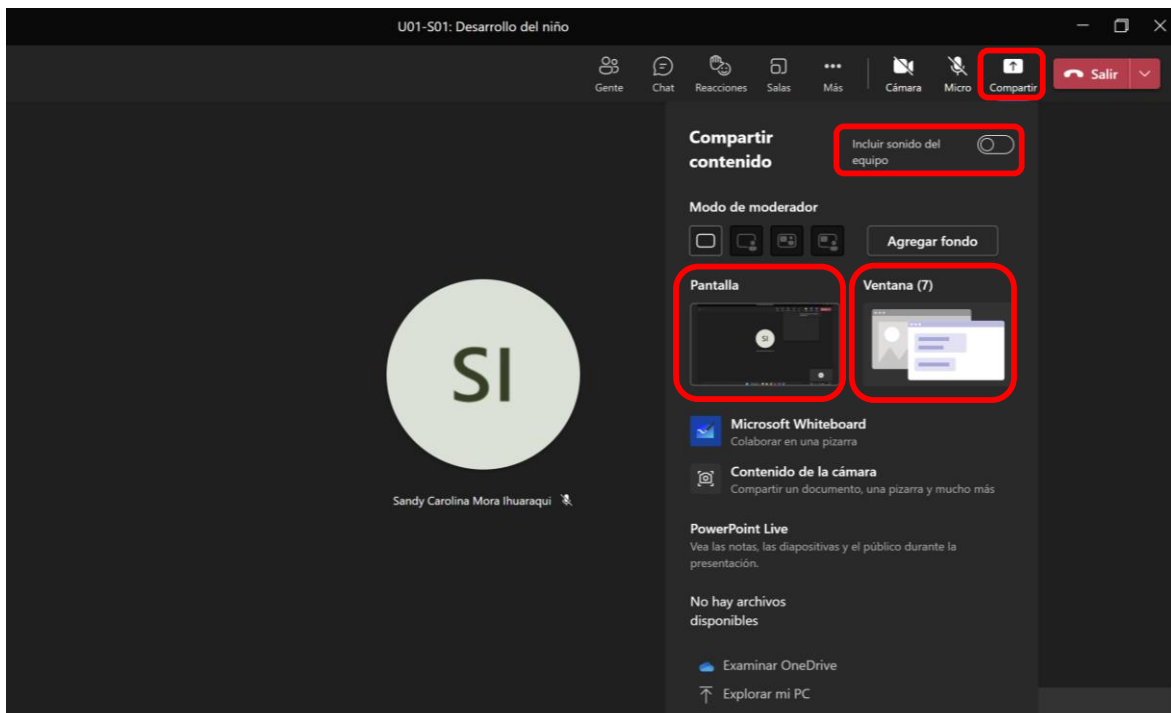 U01-S01: Desarrollo del niño
Gente Chat Reacciones Salas Más Cámara Micro Compartir Salir
Compartir
contenido
Incluir sonido del
equipo
Modo de moderador
Agregar fondo
Pantalla Ventana (7)
SI
SI
Microsoft Whiteboard
Colaborar en una pizarra
Contenido de la cámara
Compartir un documento, una pizarra y mucho más
Sandy Carolina Mora Ihuaraqui
PowerPoint Live
Vea las notas, las diapositivas y el público durante la
presentación.
No hay archivos
disponibles
Examinar OneDrive
Explorar mi PC